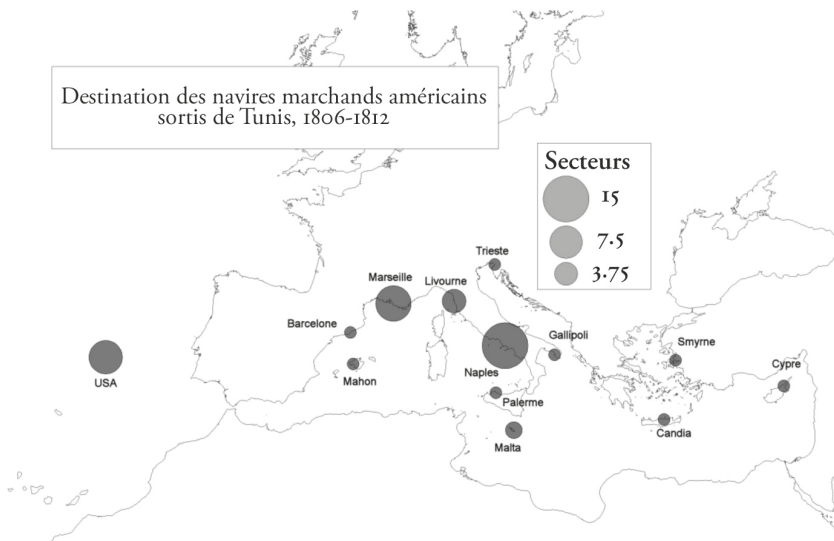 Destination des navires marchands américains
sortis de Tunis, 1806-1812
Secteurs
15
7.5
3.75
Trieste
Marseille
Livourne
Barcelone
Gallipoli
Smyrne
Cypre
USA
Mahon
Naples
Palerme
Candia
Malta